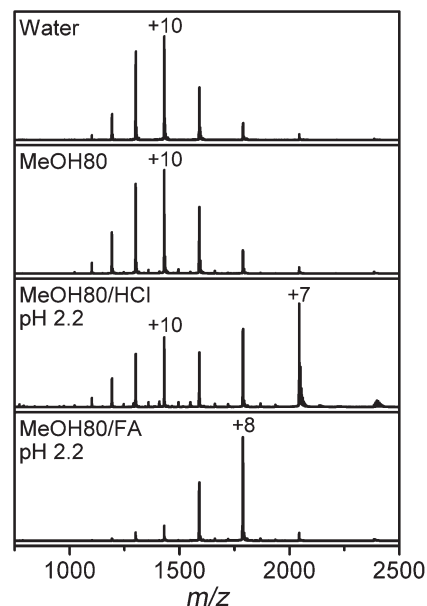 Water
+10
MeOH80
+10
MeOH80/HCl
pH 2.2
+10
+7
MeOH80/FA
pH 2.2
+8
1000 1500 2000 2500
m/z